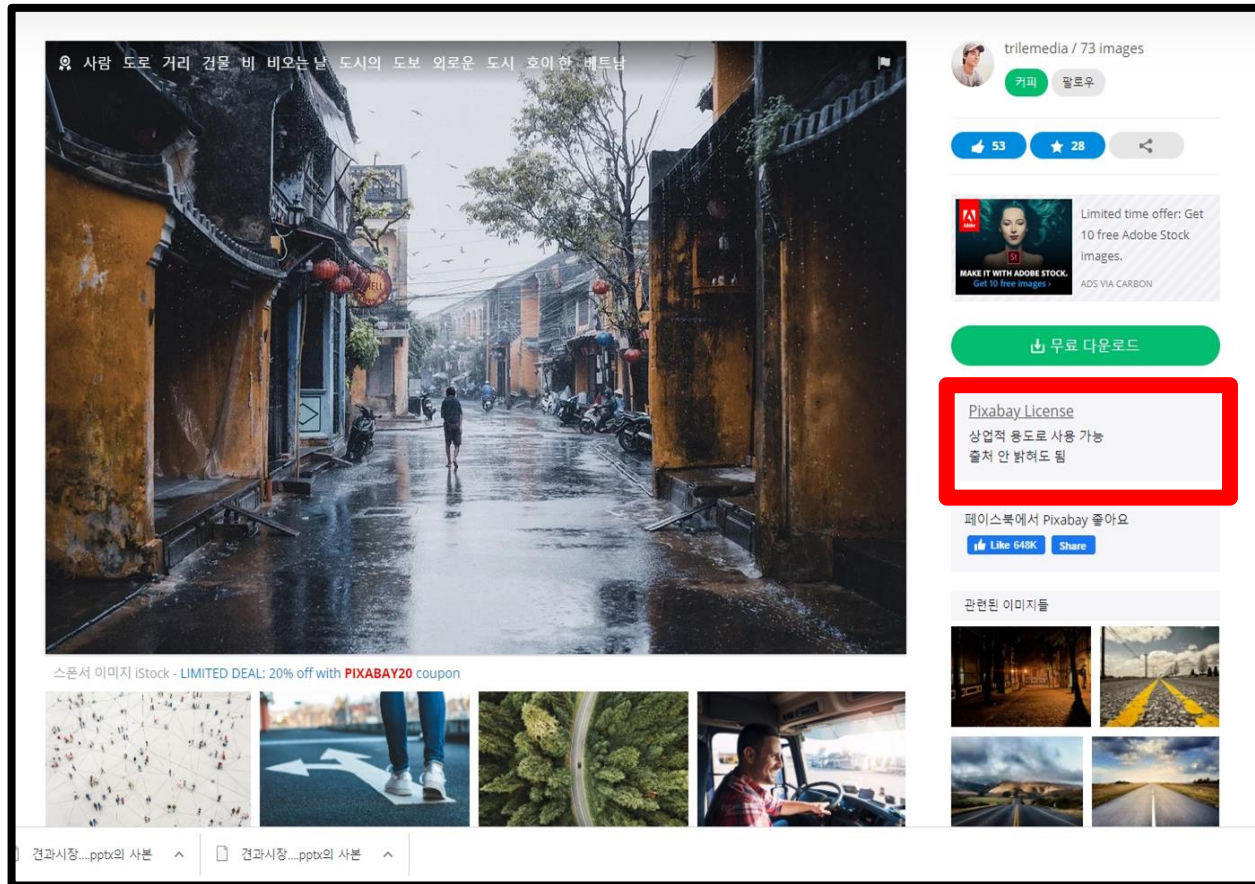 사람 도로 거리 건물 비 비오는 날 도시의 도보 외로운 도시 호이 한 베트남
trilemedia / 73 images
커피 팔로우
53 28
Adobe
St
MAKE IT WITH ADOBE STOCK.
Get 10 free images ›
Limited time offer: Get
10 free Adobe Stock
images.
ADS VIA CARBON
무료 다운로드
Pixabay License
상업적 용도로 사용 가능
출처 안 밝혀도 됨
페이스북에서 Pixabay 좋아요
Like 648K Share
관련된 이미지들
스폰서 이미지 iStock - LIMITED DEAL: 20% off with PIXABAY20 coupon
견과시장....pptx의 사본 견과시장....pptx의 사본